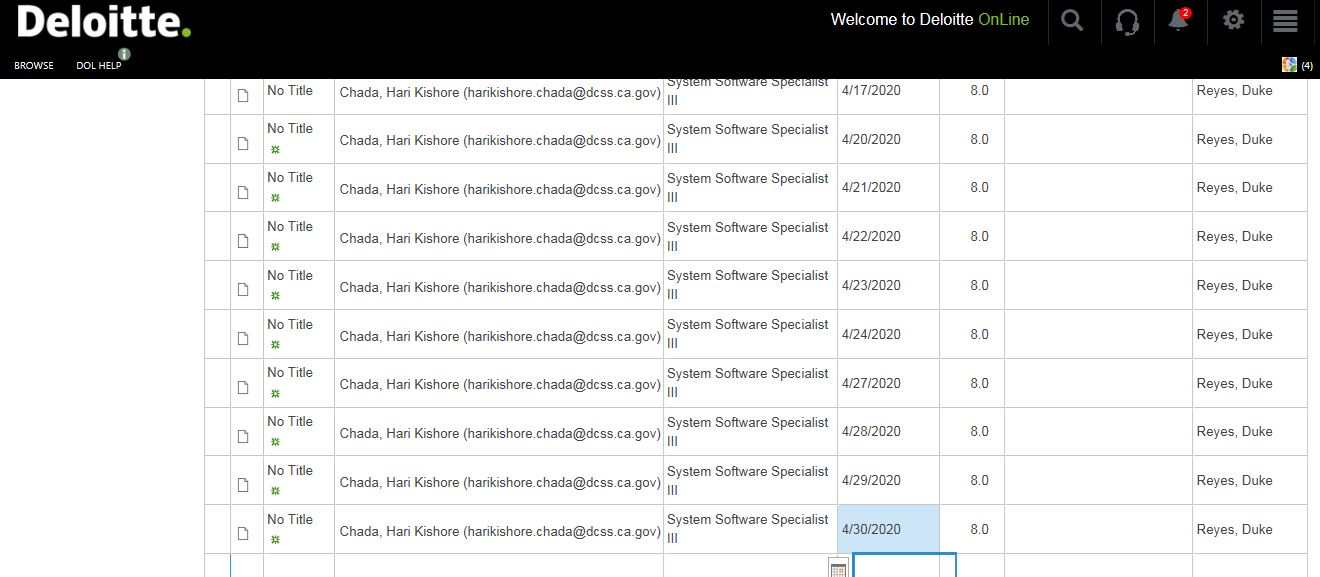 Deloitte.
Welcome to Deloitte OnLine
2
BROWSE DOL HELP i
(4)
No Title Chada, Hari Kishore (harikishore.chada@dcss.ca.gov) System Software Specialist III 4/17/2020 8.0 Reyes, Duke
No Title Chada, Hari Kishore (harikishore.chada@dcss.ca.gov) System Software Specialist III 4/20/2020 8.0 Reyes, Duke
No Title Chada, Hari Kishore (harikishore.chada@dcss.ca.gov) System Software Specialist III 4/21/2020 8.0 Reyes, Duke
No Title Chada, Hari Kishore (harikishore.chada@dcss.ca.gov) System Software Specialist III 4/22/2020 8.0 Reyes, Duke
No Title Chada, Hari Kishore (harikishore.chada@dcss.ca.gov) System Software Specialist III 4/23/2020 8.0 Reyes, Duke
No Title Chada, Hari Kishore (harikishore.chada@dcss.ca.gov) System Software Specialist III 4/24/2020 8.0 Reyes, Duke
No Title Chada, Hari Kishore (harikishore.chada@dcss.ca.gov) System Software Specialist III 4/27/2020 8.0 Reyes, Duke
No Title Chada, Hari Kishore (harikishore.chada@dcss.ca.gov) System Software Specialist III 4/28/2020 8.0 Reyes, Duke
No Title Chada, Hari Kishore (harikishore.chada@dcss.ca.gov) System Software Specialist III 4/29/2020 8.0 Reyes, Duke
No Title Chada, Hari Kishore (harikishore.chada@dcss.ca.gov) System Software Specialist III 4/30/2020 8.0 Reyes, Duke